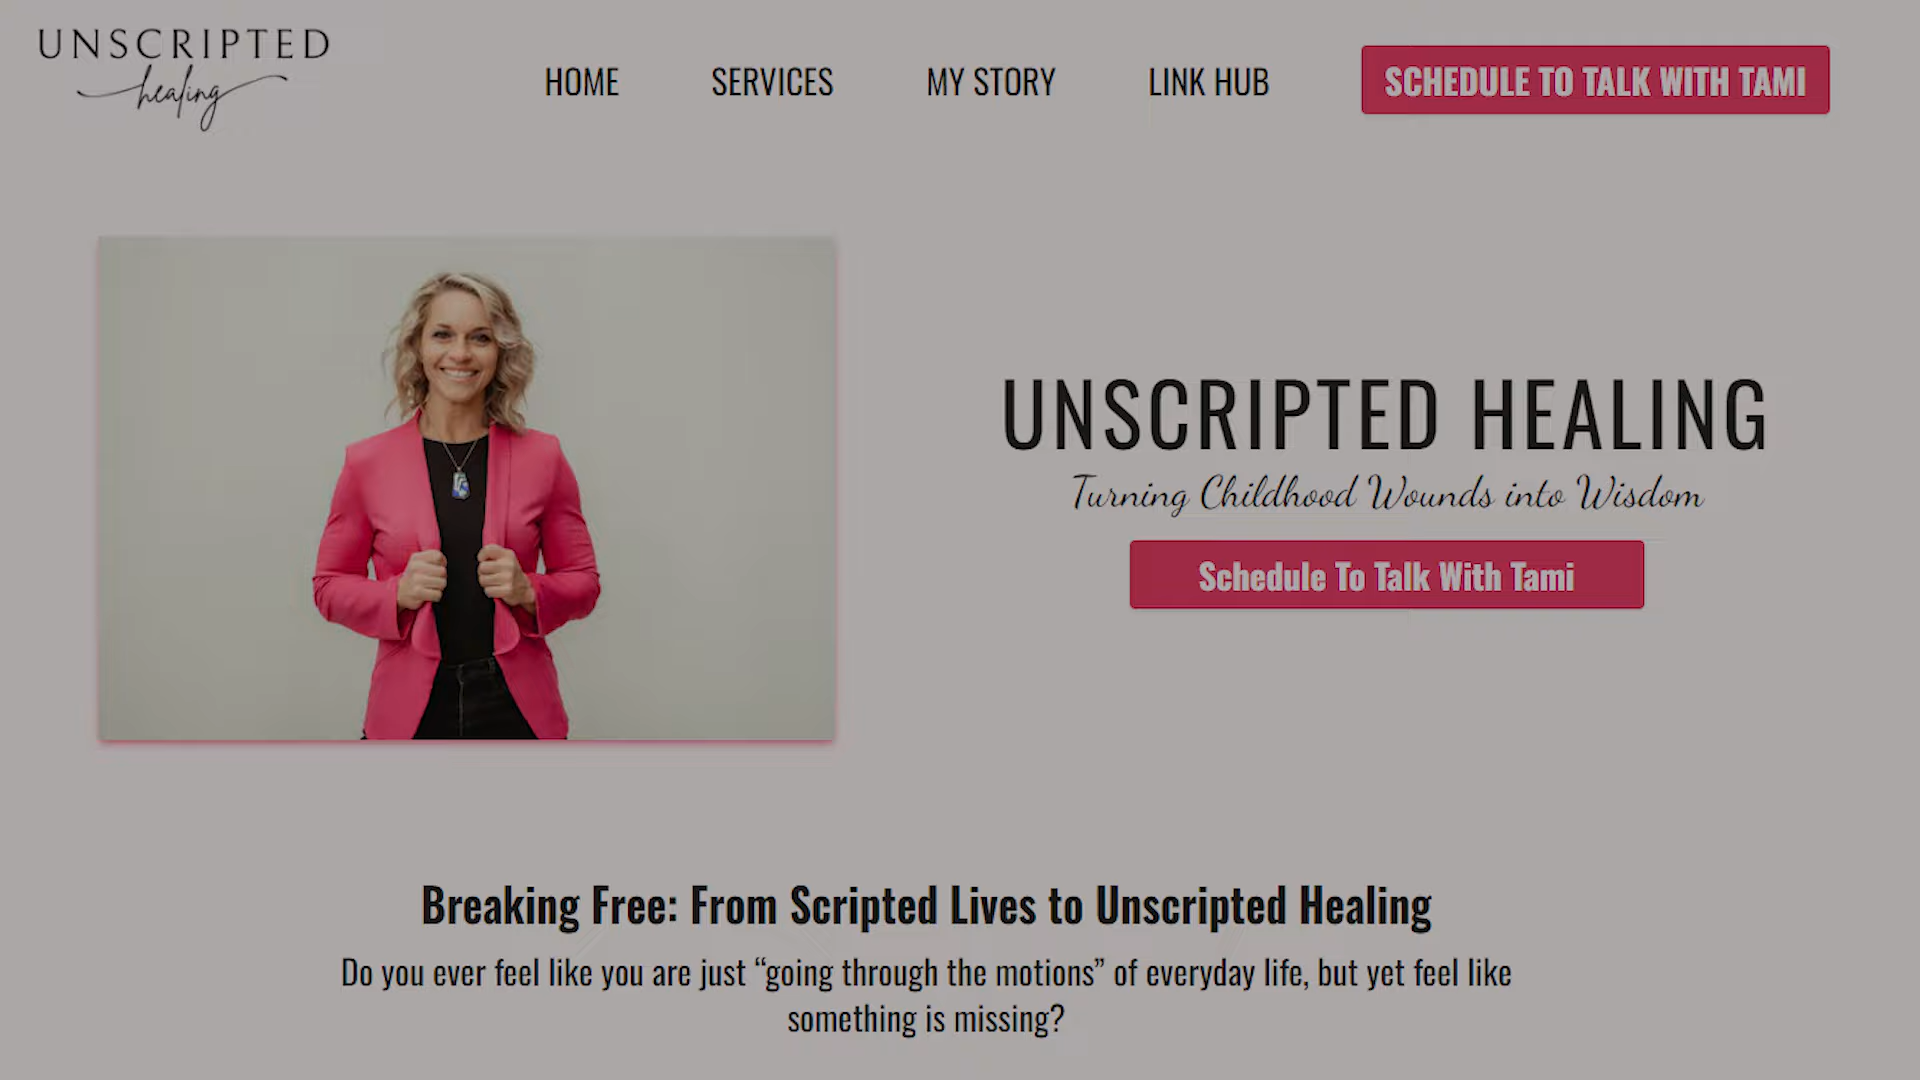 UNSCRIPTED
healing
HOME
SERVICES
MY STORY
LINK HUB
SCHEDULE TO TALK WITH TAMI
UNSCRIPTED HEALING
Turning Childhood Wounds into Wisdom
Schedule To Talk With Tami
Breaking Free: From Scripted Lives to Unscripted Healing
Do you ever feel like you are just “going through the motions” of everyday life, but yet feel like
something is missing?